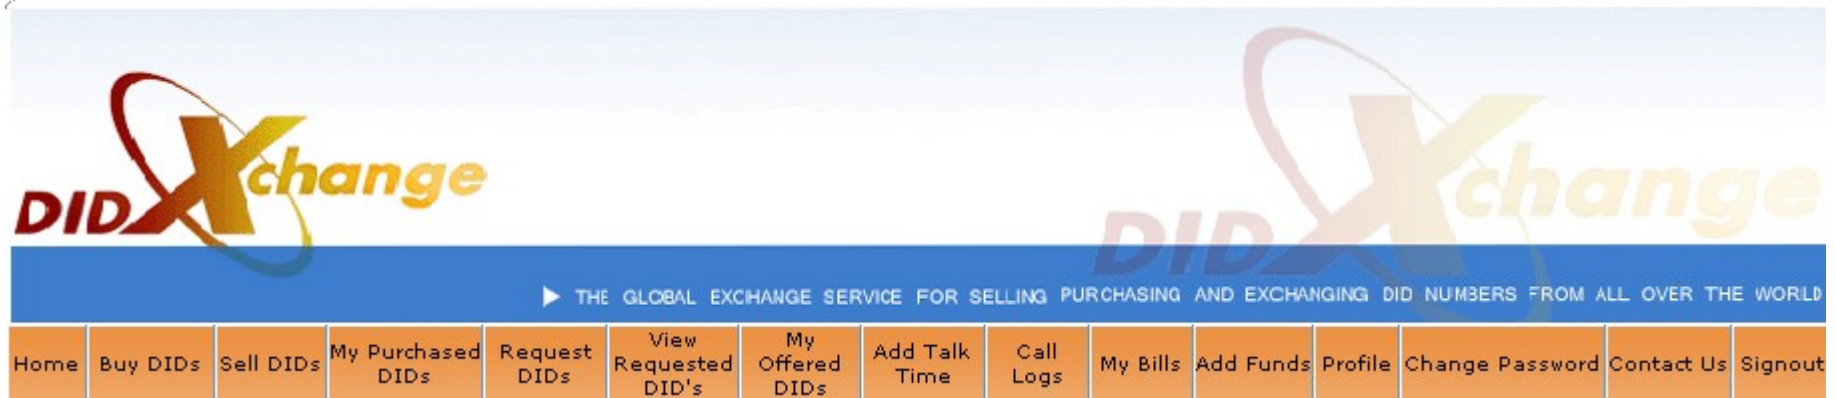 DIDXchange
DIDXchange
THE GLOBAL EXCHANGE SERVICE FOR SELLING PURCHASING AND EXCHANGING DID NUMBERS FROM ALL OVER THE WORLD
Home
Buy DIDs
Sell DIDs
My Purchased
DIDs
Request
DIDs
View
Requested
DID's
My
Offered
DIDs
Add Talk
Time
Call
Logs
My Bills
Add Funds
Profile
Change Password
Contact Us
Signout